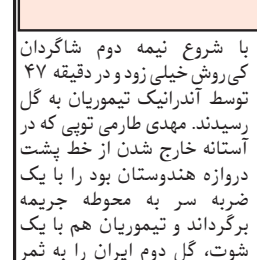 با شروع نیمه دوم شاگردان
کی‌روش خیلی زود و در دقیقه ۴۷
توسط آندرانیک تیموریان به گل
رسیدند. مهدی طارمی توپی که در
آستانه خارج شدن از خط پشت
دروازه هندوستان بود را با یک
ضربه سر به محوطه جریمه
برگرداند و تیموریان هم با یک
شوت، گل دوم ایران را به ثمر